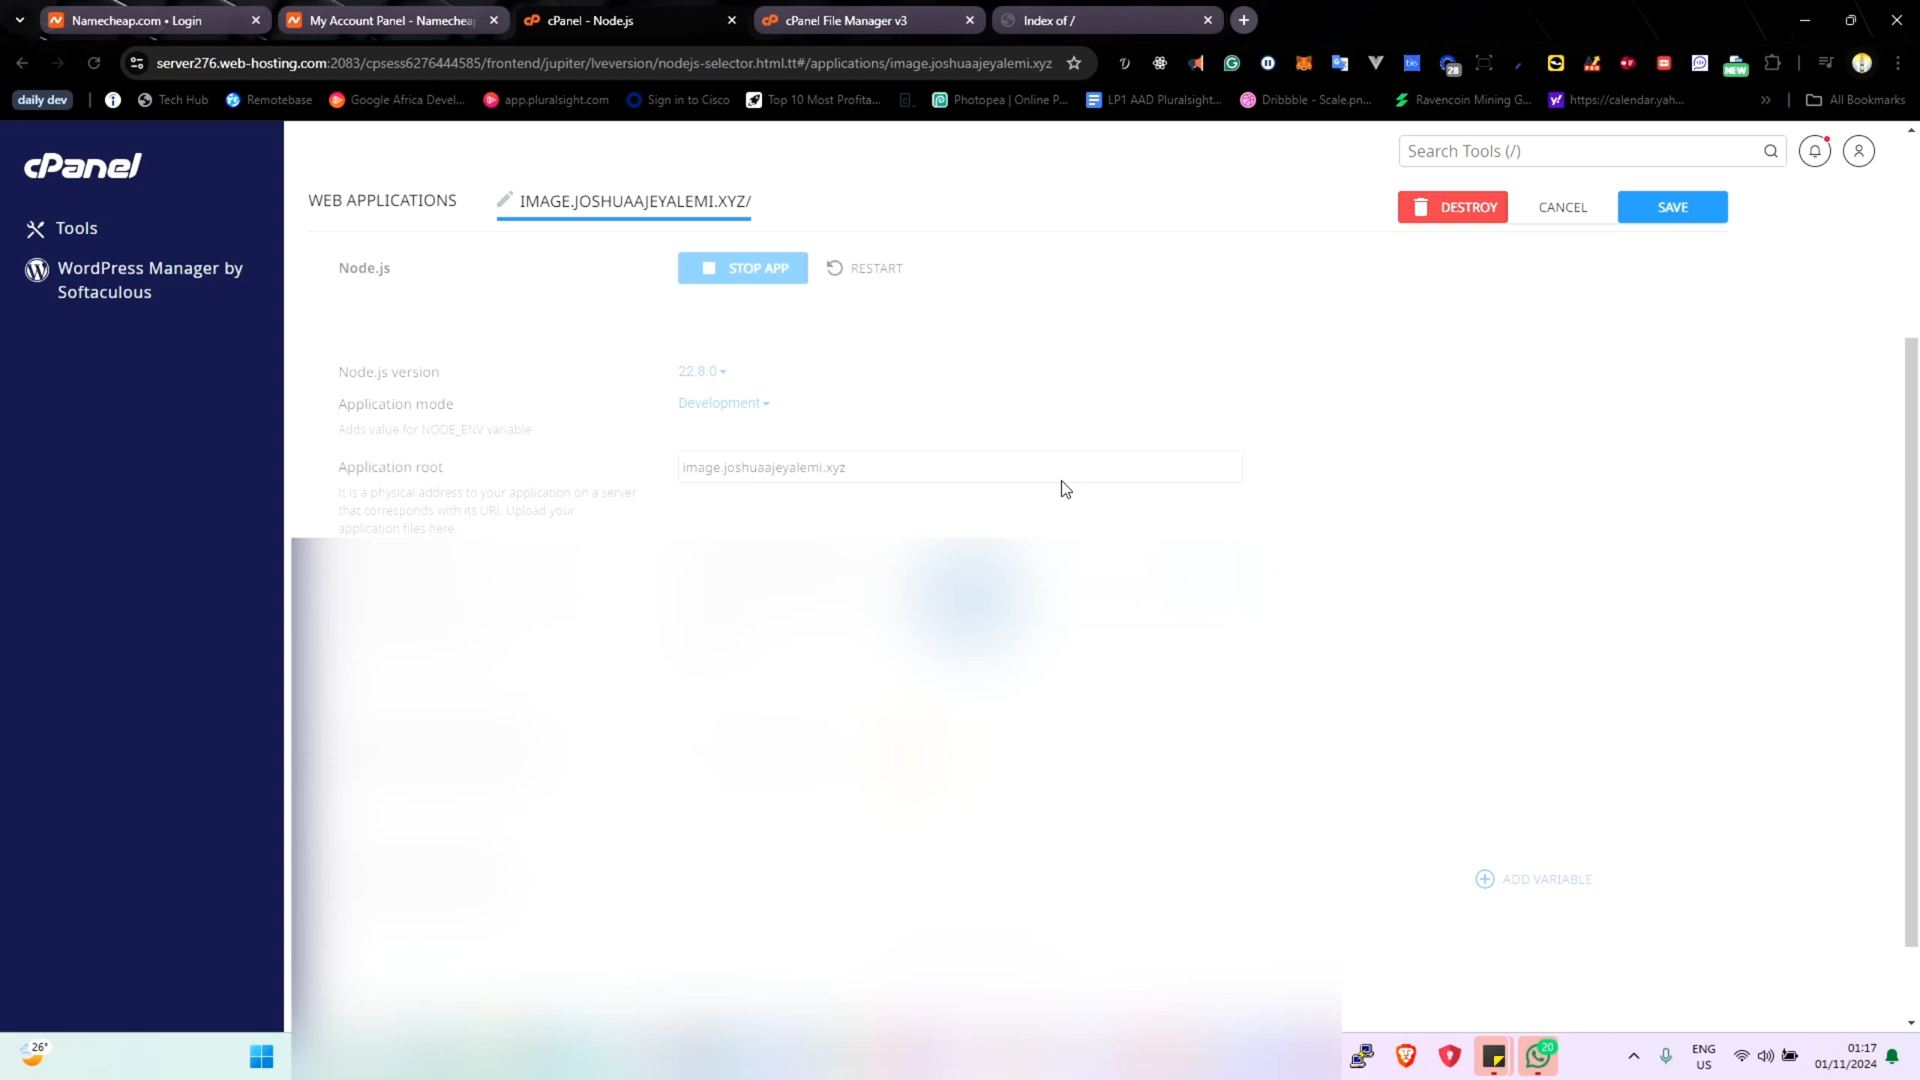 Namecheap.com • Login
My Account Panel - Namecheap
cPanel - Node.js
cPanel File Manager v3
Index of /
server276.web-hosting.com:2083/cpsess6276444585/frontend/jupiter/lveversion/nodejs-selector.html.tt#/applications/image.joshuaajeyalemi.xyz
28
NEW
daily dev
Tech Hub
Remotebase
Google Africa Devel...
app.pluralsight.com
Sign in to Cisco
Top 10 Most Profita...
Photopea | Online P...
LP1 AAD Pluralsight...
Dribbble - Scale.pn...
Ravencoin Mining G...
https://calendar.yah...
All Bookmarks
cPanel
Search Tools (/)
Tools
WordPress Manager by
Softaculous
WEB APPLICATIONS
IMAGE.JOSHUAAJEYALEMI.XYZ/
DESTROY
CANCEL
SAVE
Node.js
STOP APP
RESTART
Node.js version
22.8.0
Application mode
Development
Adds value for NODE_ENV variable
Application root
image.joshuaajeyalemi.xyz
It is a physical address to your application on a server
that corresponds with its URI. Upload your
application files here.
ADD VARIABLE
26°
20
ENG
US
01:17
01/11/2024